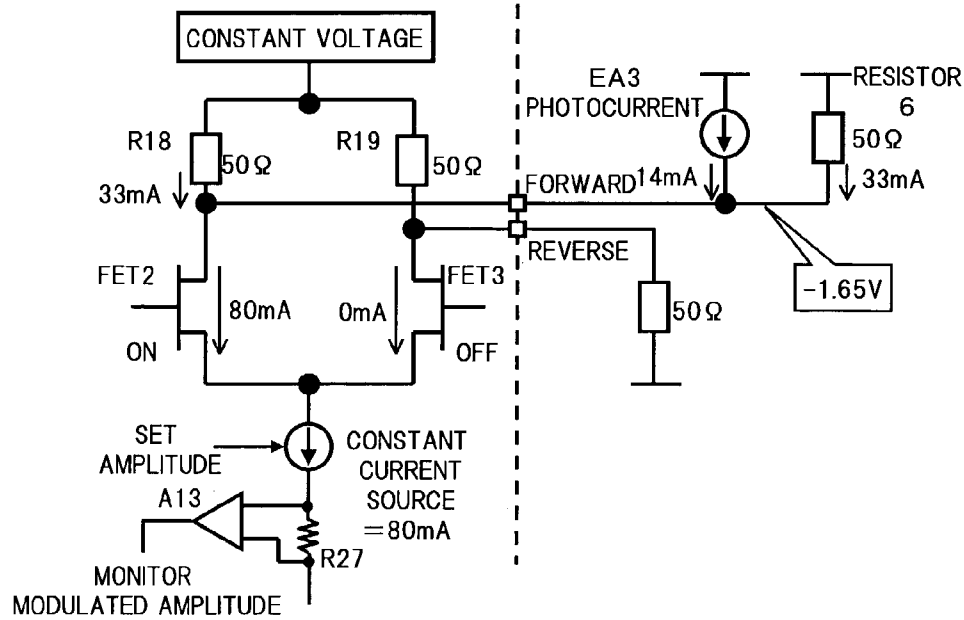 CONSTANT VOLTAGE
EA3
PHOTOCURRENT
RESISTOR
6
R18
R19
50Ω
50Ω
50Ω
33mA
FORWARD
14mA
33mA
REVERSE
FET2
FET3
-1.65V
80mA
0mA
50Ω
ON
OFF
SET
AMPLITUDE
CONSTANT
CURRENT
SOURCE
=80mA
A13
R27
MONITOR
MODULATED AMPLITUDE